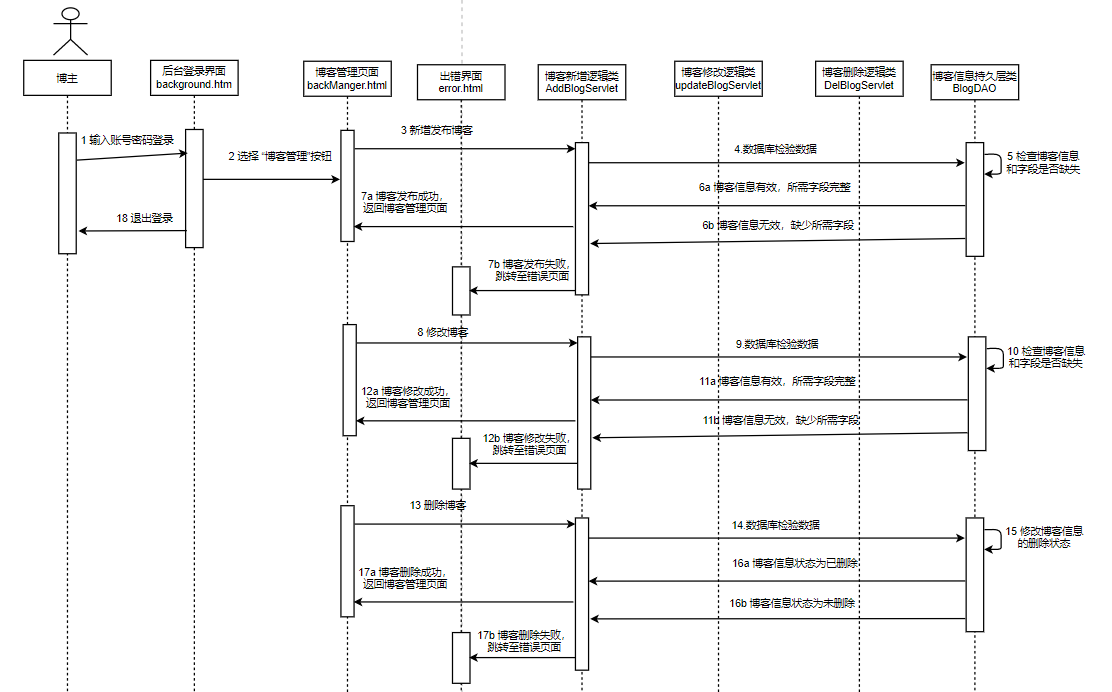 博主
后台登录界面
background.htm
博客管理页面
backManger.html
出错界面
error.html
博客新增逻辑类
AddBlogServlet
博客修改逻辑类
updateBlogServlet
博客删除逻辑类
DelBlogServlet
博客信息持久层类
BlogDAO
1 输入账号密码登录
2 选择 “博客管理”按钮
3 新增发布博客
4.数据库检验数据
5 检查博客信息
和字段是否缺失
6a 博客信息有效，所需字段完整
7a 博客发布成功，
返回博客管理页面
18 退出登录
6b 博客信息无效，缺少所需字段
7b 博客发布失败，
跳转至错误页面
8 修改博客
9.数据库检验数据
10 检查博客信息
和字段是否缺失
11a 博客信息有效，所需字段完整
12a 博客修改成功，
返回博客管理页面
11b 博客信息无效，缺少所需字段
12b 博客修改失败，
跳转至错误页面
13 删除博客
14.数据库检验数据
15 修改博客信息
的删除状态
16a 博客信息状态为已删除
17a 博客删除成功，
返回博客管理页面
16b 博客信息状态为未删除
17b 博客删除失败，
跳转至错误页面